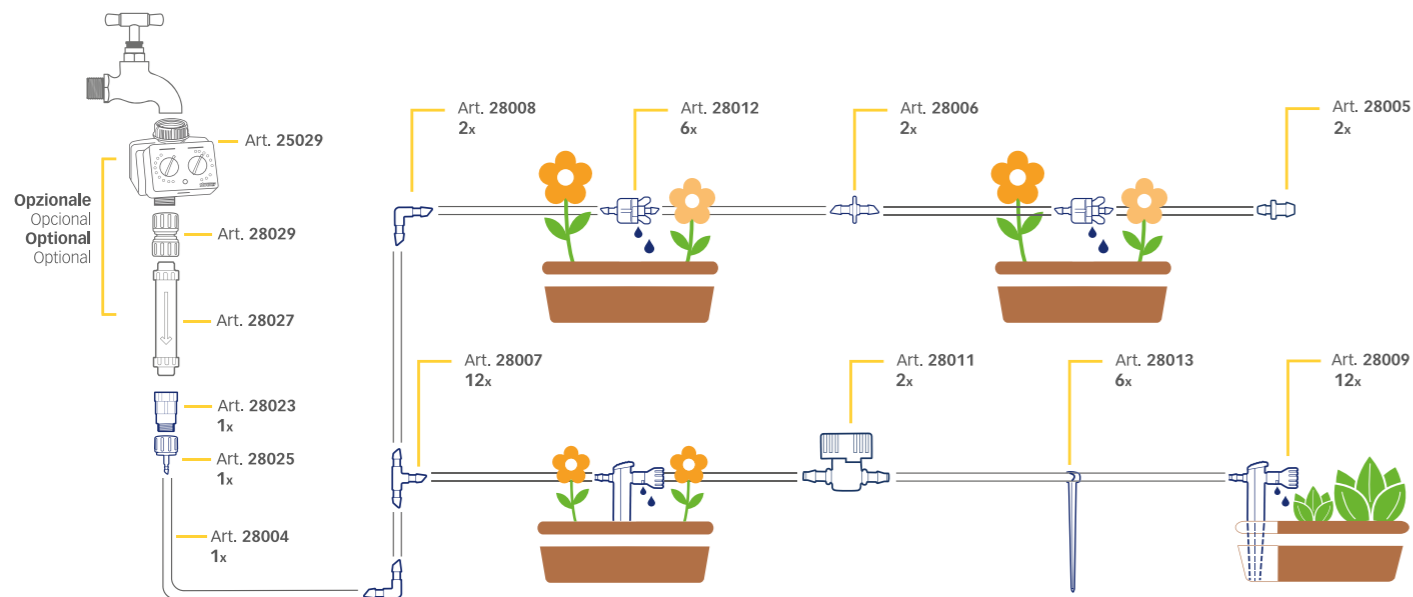 Art. 25029
Opzionale
Opcional
Optional
Optional
Art. 28029
Art. 28027
Art. 28023
1x
Art. 28025
1x
Art. 28004
1x
Art. 28008
2x
Art. 28012
6x
Art. 28006
2x
Art. 28005
2x
Art. 28007
12x
Art. 28011
2x
Art. 28013
6x
Art. 28009
12x